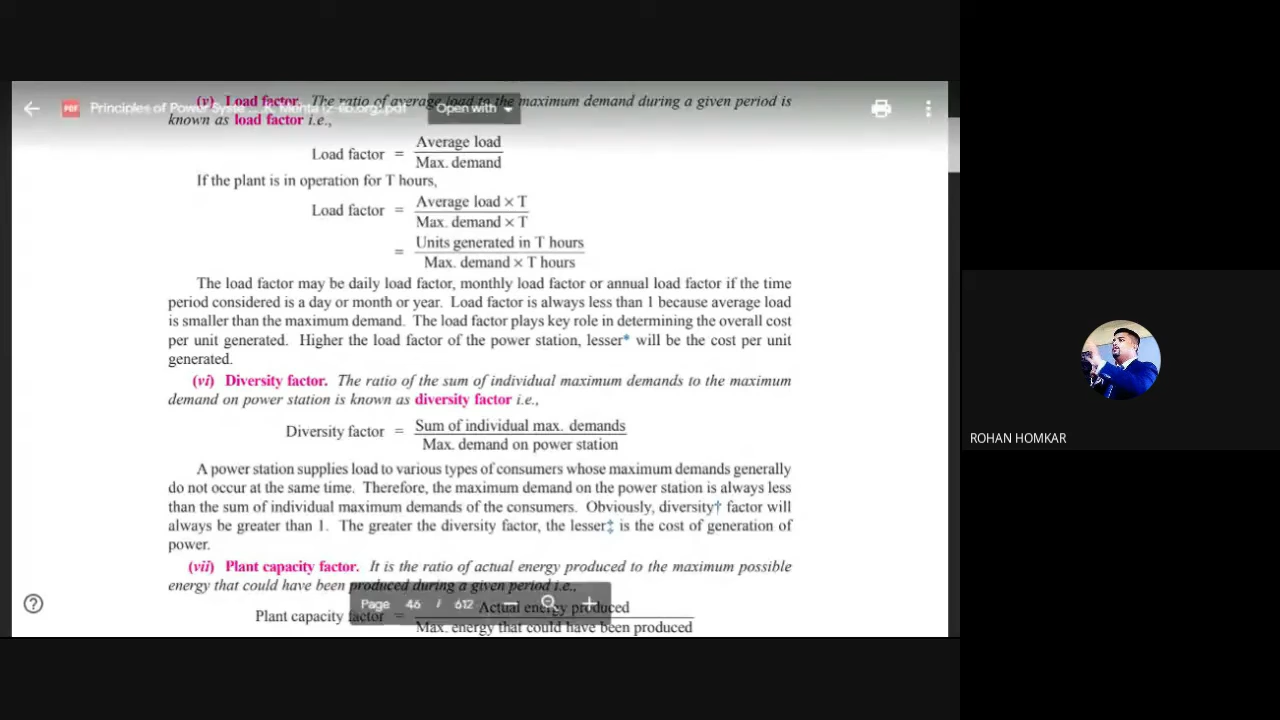 (v) Load factor. The ratio of average load to the maximum demand during a given period is
Principles of Power Syste
Open with
known as load factor i.e.,
Load factor = Average load
Max. demand
If the plant is in operation for T hours,
Load factor = Average load × T
Max. demand × T
= Units generated in T hours
Max. demand × T hours
The load factor may be daily load factor, monthly load factor or annual load factor if the time
period considered is a day or month or year. Load factor is always less than 1 because average load
is smaller than the maximum demand. The load factor plays key role in determining the overall cost
per unit generated. Higher the load factor of the power station, lesser* will be the cost per unit
generated.
(vi) Diversity factor. The ratio of the sum of individual maximum demands to the maximum
demand on power station is known as diversity factor i.e.,
Diversity factor = Sum of individual max. demands
Max. demand on power station
A power station supplies load to various types of consumers whose maximum demands generally
do not occur at the same time. Therefore, the maximum demand on the power station is always less
than the sum of individual maximum demands of the consumers. Obviously, diversity† factor will
always be greater than 1. The greater the diversity factor, the lesser‡ is the cost of generation of
power.
(vii) Plant capacity factor. It is the ratio of actual energy produced to the maximum possible
energy that could have been produced during a given period i.e.,
Page 46 / 612
Plant capacity factor = Actual energy produced
Max. energy that could have been produced
ROHAN HOMKAR